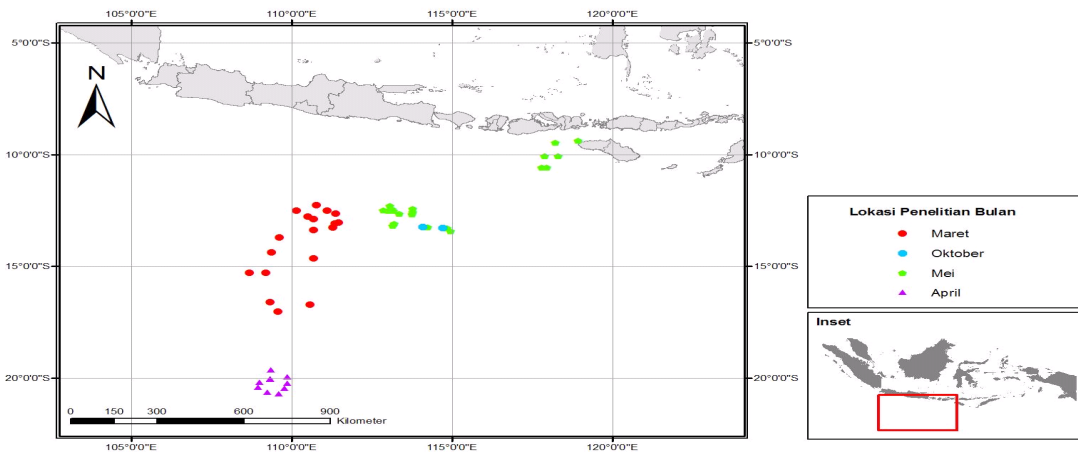 105°0'0"E 110°0'0"E 115°0'0"E 120°0'0"E
5°0'0"S 5°0'0"S
N
10°0'0"S 10°0'0"S
15°0'0"S 15°0'0"S
20°0'0"S 20°0'0"S
0 150 300 600 900
Kilometer
105°0'0"E 110°0'0"E 115°0'0"E 120°0'0"E
Lokasi Penelitian Bulan
Maret
Oktober
Mei
April
Inset